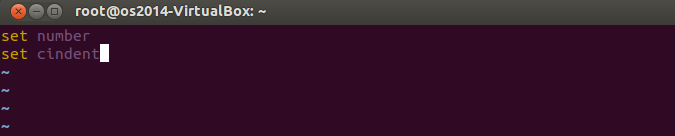 root@os2014-VirtualBox: ~
set number
set cindent
~
~
~
~